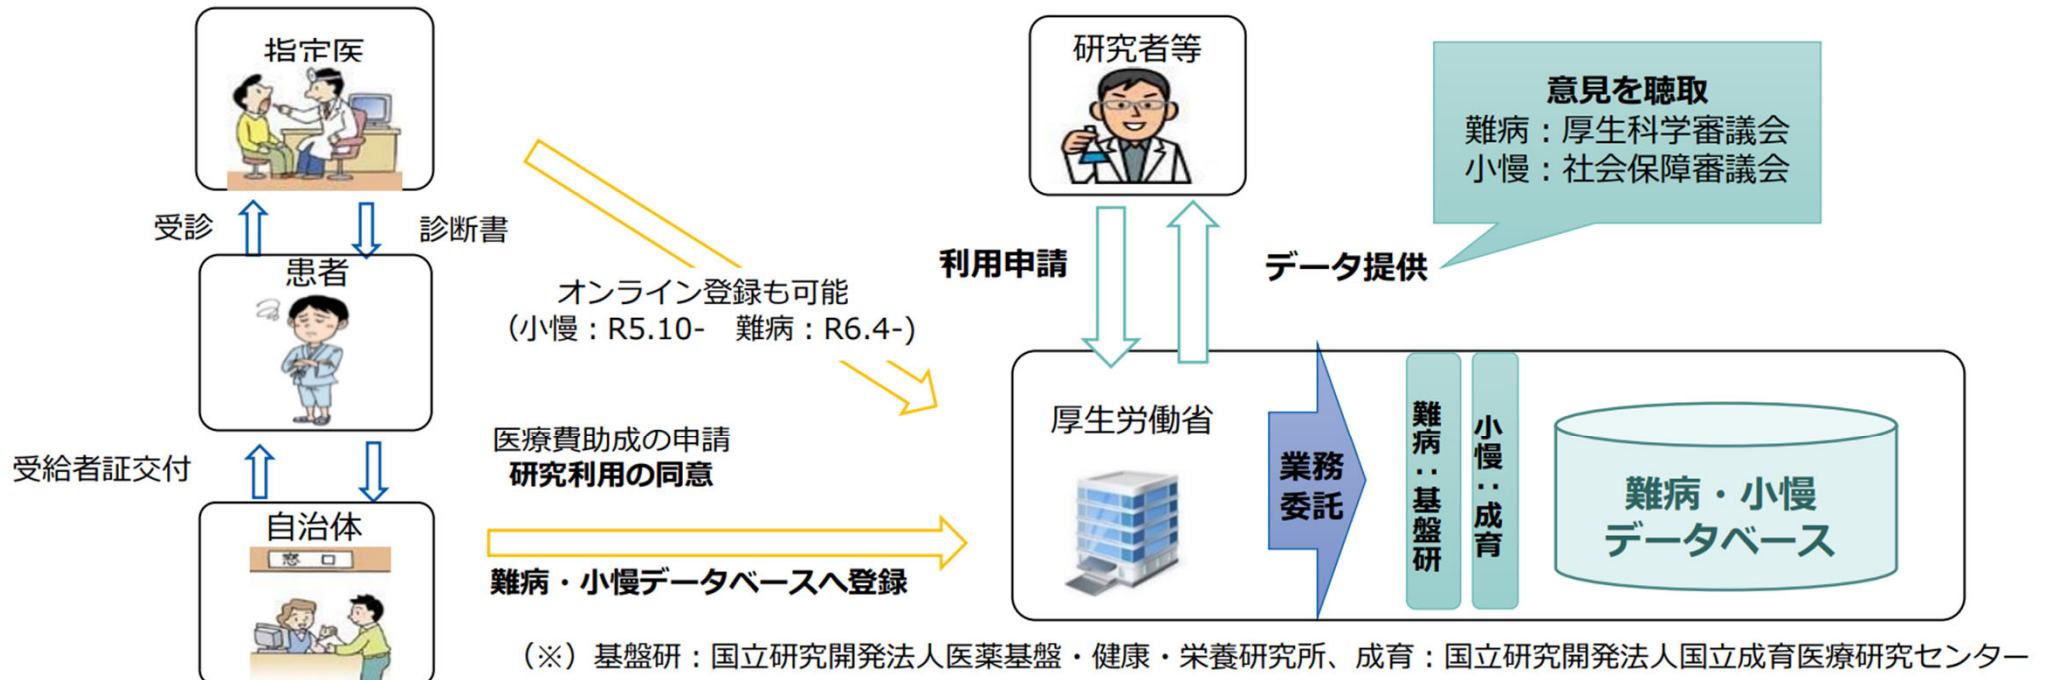 指定医
受診
診断書
患者
受給者証交付
医療費助成の申請
研究利用の同意
自治体
窓口
オンライン登録も可能
（小慢：R5.10-　難病：R6.4-）
難病・小慢データベースへ登録
研究者等
利用申請
データ提供
意見を聴取
難病：厚生科学審議会
小慢：社会保障審議会
厚生労働省
業務
委託
難病：基盤研
小慢：成育
難病・小慢
データベース
（※）基盤研：国立研究開発法人医薬基盤・健康・栄養研究所、成育：国立研究開発法人国立成育医療研究センター